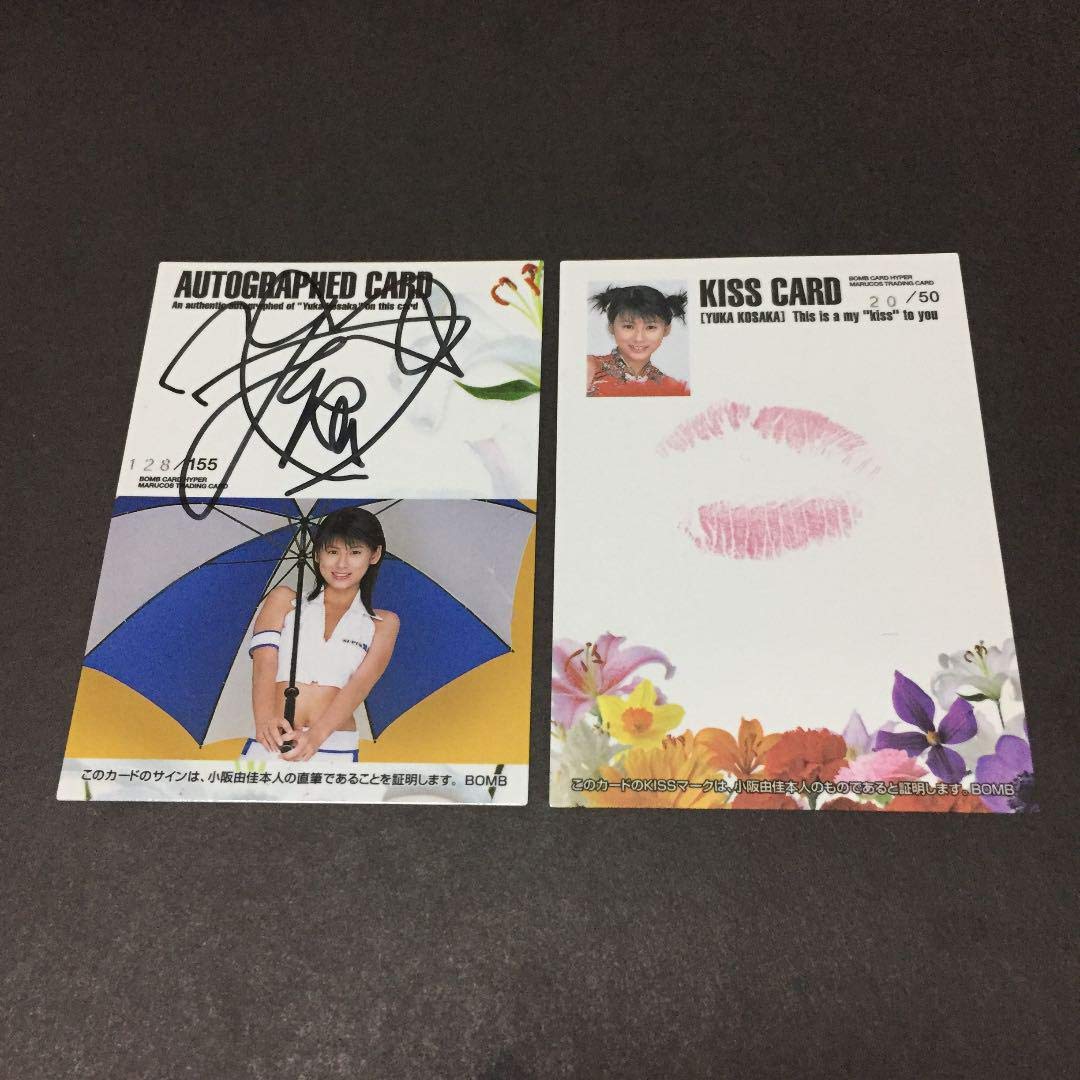 AUTOGRAPHED CARD
An authentic autographed of "Yuka Kosaka" on this card
128/155
BOMB CARD HYPER
MARUCOS TRADING CARD
このカードのサインは、小阪由佳本人の直筆であることを証明します。 BOMB
KISS CARD
BOMB CARD HYPER
MARUCOS TRADING CARD
20/50
[YUKA KOSAKA] This is a my "kiss" to you
このカードのKISSマークは、小阪由佳本人のものであると証明します。BOMB